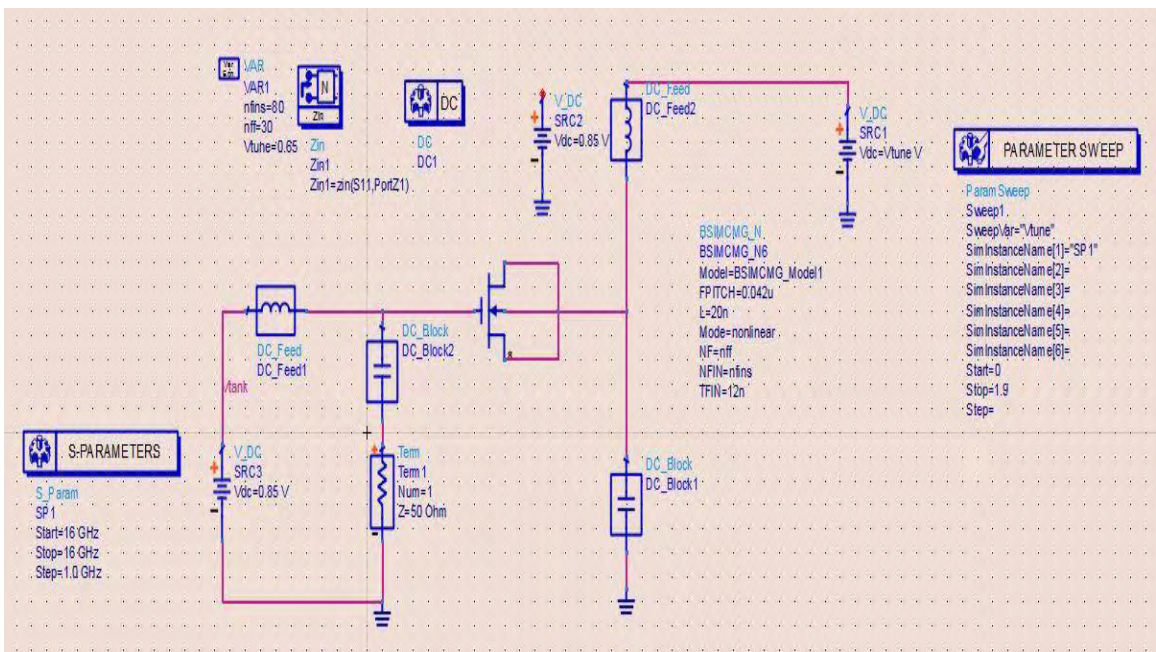 VAR
VAR1
nfins=80
nff=30
Vtune=0.65
N
Zin
Zin
Zin1
Zin1=zin(S11,PortZ1)
DC
DC
DC1
V_DC
SRC2
Vdc=0.85 V
DC_Feed
DC_Feed2
V_DC
SRC1
Vdc=Vtune V
PARAMETER SWEEP
ParamSweep
Sweep1
SweepVar="Vtune"
SimInstanceName[1]="SP1"
SimInstanceName[2]=
SimInstanceName[3]=
SimInstanceName[4]=
SimInstanceName[5]=
SimInstanceName[6]=
Start=0
Stop=1.9
Step=
BSIMCMG_N
BSIMCMG_N6
Model=BSIMCMG_Model1
FPITCH=0.042u
L=20n
Mode=nonlinear
NF=nff
NFIN=nfins
TFIN=12n
DC_Feed
DC_Feed1
DC_Block
DC_Block2
Vtank
S-PARAMETERS
S_Param
SP1
Start=16 GHz
Stop=16 GHz
Step=1.0 GHz
V_DC
SRC3
Vdc=0.85 V
Term
Term1
Num=1
Z=50 Ohm
DC_Block
DC_Block1